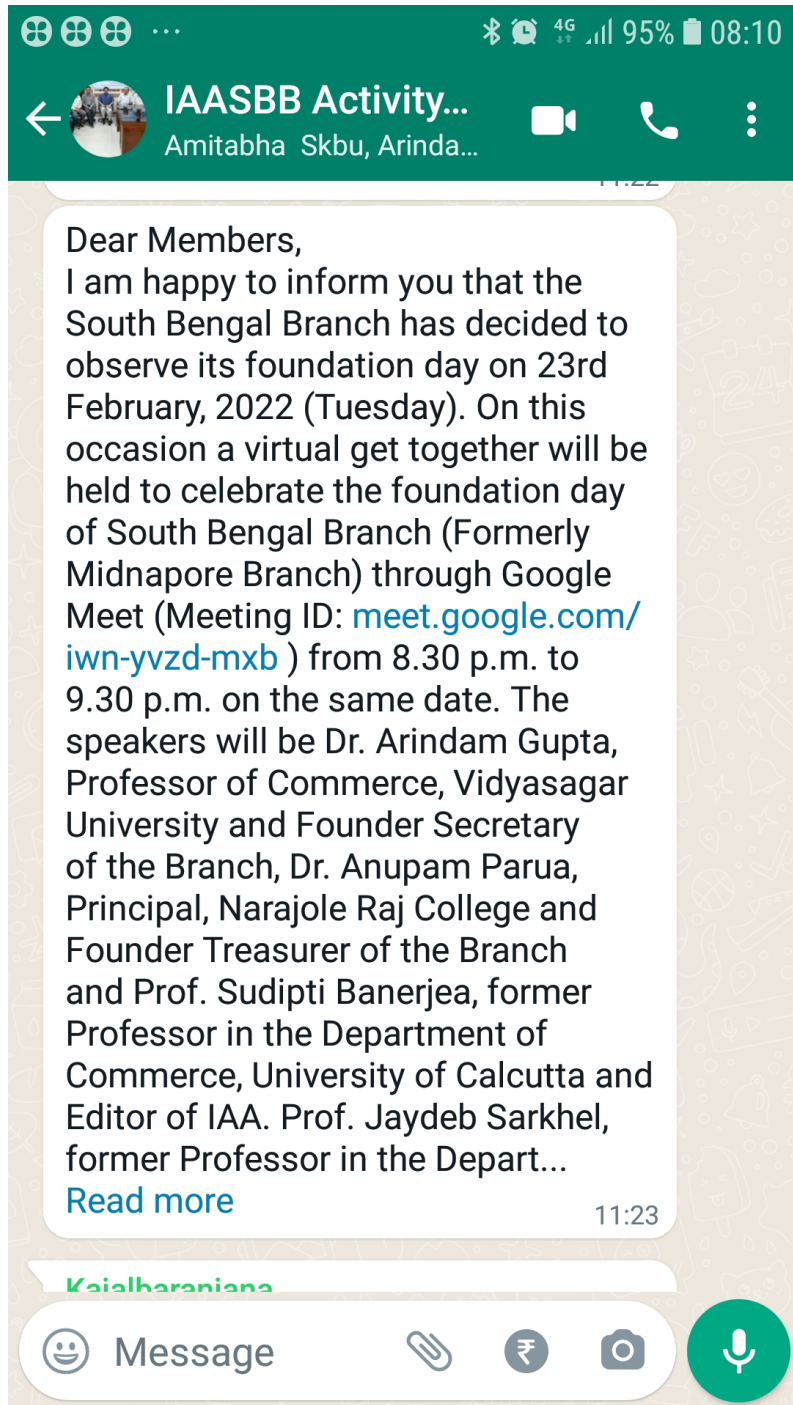 4G 95% 08:10
IAASBB Activity...
Amitabha Skbu, Arinda...
11:22
Dear Members,
I am happy to inform you that the
South Bengal Branch has decided to
observe its foundation day on 23rd
February, 2022 (Tuesday). On this
occasion a virtual get together will be
held to celebrate the foundation day
of South Bengal Branch (Formerly
Midnapore Branch) through Google
Meet (Meeting ID: meet.google.com/
iwn-yvzd-mxb ) from 8.30 p.m. to
9.30 p.m. on the same date. The
speakers will be Dr. Arindam Gupta,
Professor of Commerce, Vidyasagar
University and Founder Secretary
of the Branch, Dr. Anupam Parua,
Principal, Narajole Raj College and
Founder Treasurer of the Branch
and Prof. Sudipti Banerjea, former
Professor in the Department of
Commerce, University of Calcutta and
Editor of IAA. Prof. Jaydeb Sarkhel,
former Professor in the Depart...
Read more
11:23
Kajalbaranjana
Message